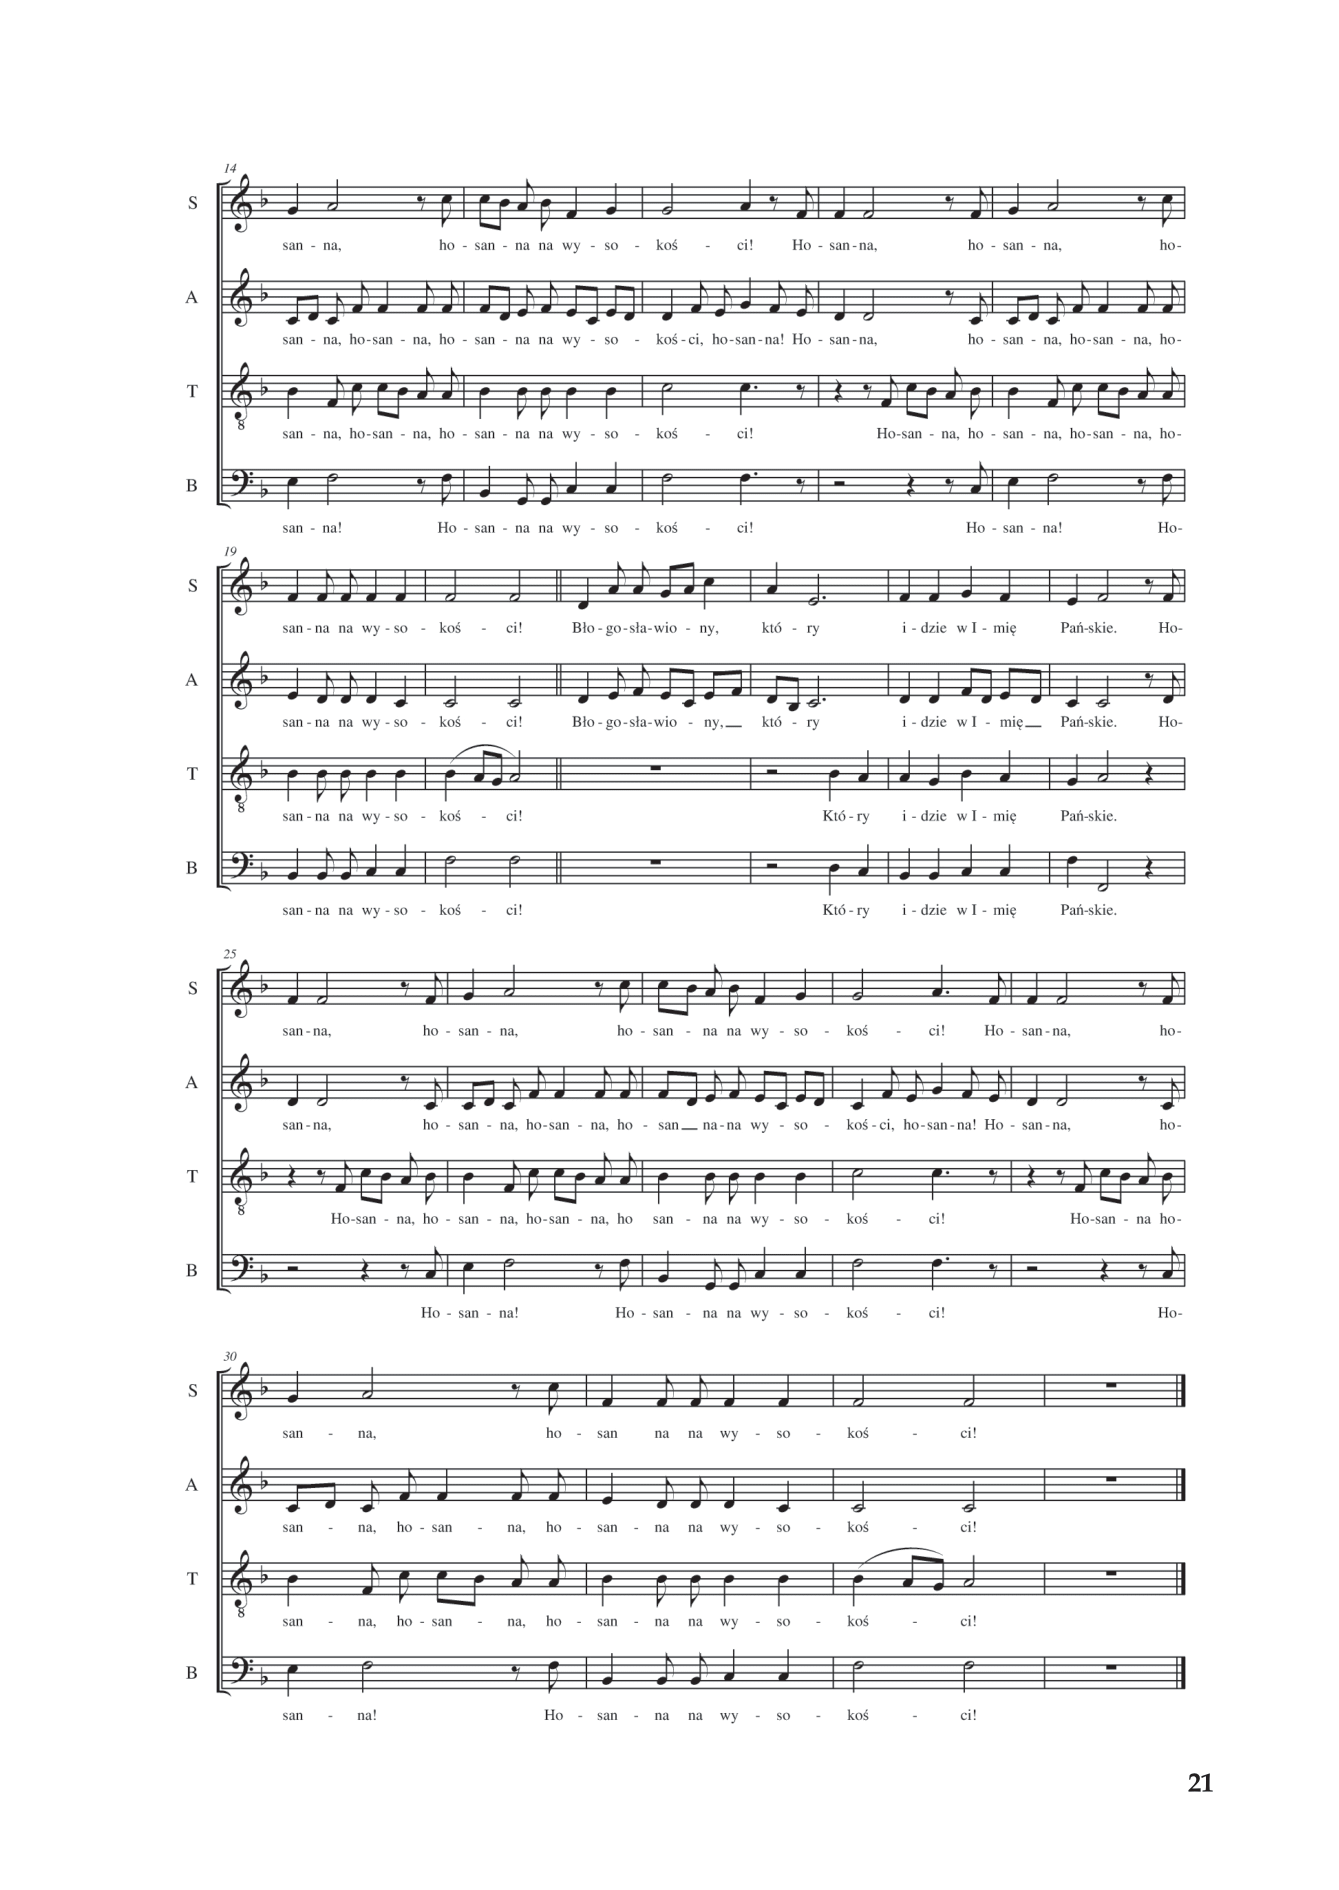 14
S
san - na, ho - san - na na wy - so - koś - ci! Ho - san - na, ho - san - na, ho-
A
san - na, ho - san - na, ho - san - na na wy - so - koś - ci, ho - san - na! Ho - san - na, ho - san - na, ho - san - na, ho-
T
8
san - na, ho - san - na, ho - san - na na wy - so - koś - ci! Ho - san - na, ho - san - na, ho - san - na, ho-
B
san - na! Ho - san - na na wy - so - koś - ci! Ho - san - na! Ho-
19
S
san - na na wy - so - koś - ci! Bło - go - sła - wio - ny, któ - ry i - dzie w I - mię Pań - skie. Ho-
A
san - na na wy - so - koś - ci! Bło - go - sła - wio - ny, któ - ry i - dzie w I - mię Pań - skie. Ho-
T
8
san - na na wy - so - koś - ci! Któ - ry i - dzie w I - mię Pań - skie.
B
san - na na wy - so - koś - ci! Któ - ry i - dzie w I - mię Pań - skie.
25
S
san - na, ho - san - na, ho - san - na na wy - so - koś - ci! Ho - san - na, ho-
A
san - na, ho - san - na, ho - san - na, ho - san na - na wy - so - koś - ci, ho - san - na! Ho - san - na, ho-
T
8
Ho - san - na, ho - san - na, ho - san - na, ho san - na na wy - so - koś - ci! Ho - san - na ho-
B
Ho - san - na! Ho - san - na na wy - so - koś - ci! Ho-
30
S
san - na, ho - san na na wy - so - koś - ci!
A
san - na, ho - san - na, ho - san - na na wy - so - koś - ci!
T
8
san - na, ho - san - na, ho - san - na na wy - so - koś - ci!
B
san - na! Ho - san - na na wy - so - koś - ci!
21